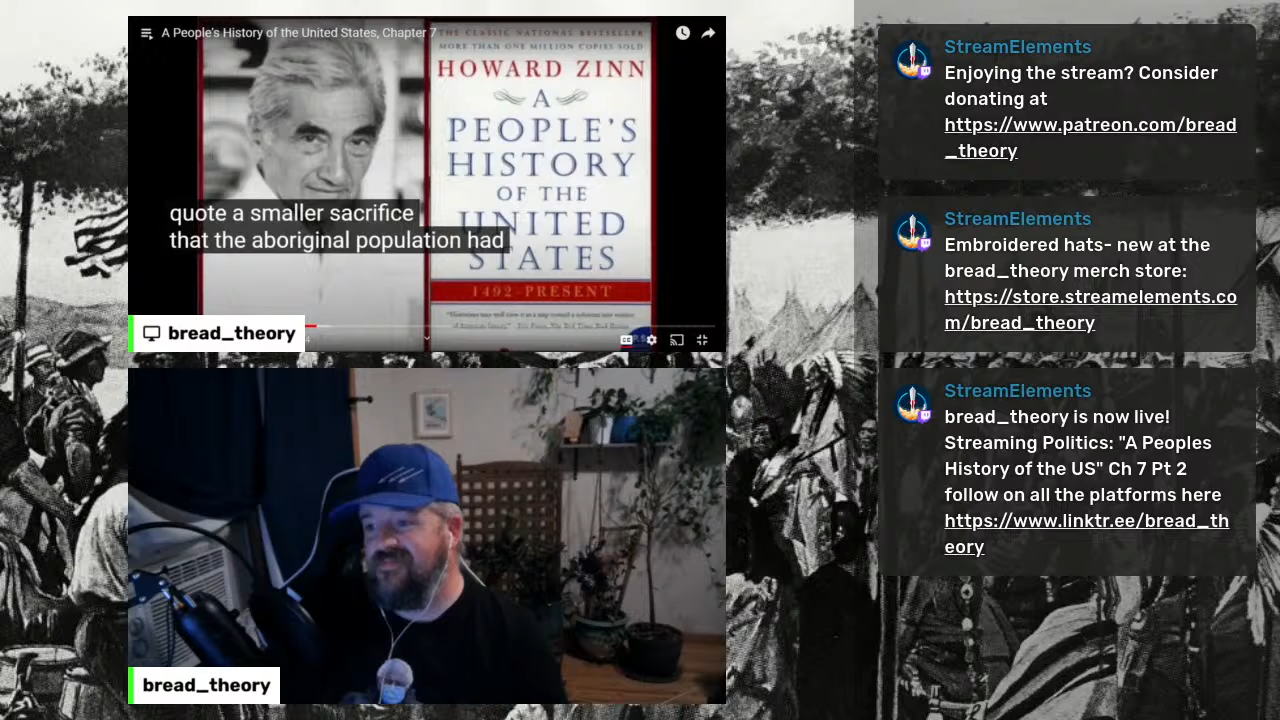 A People's History of the United States, Chapter 7
THE CLASSIC NATIONAL BESTSELLER
MORE THAN ONE MILLION COPIES SOLD
HOWARD ZINN
A
PEOPLE'S
HISTORY
OF THE
UNITED
STATES
1492-PRESENT
quote a smaller sacrifice
that the aboriginal population had
bread_theory
CC
bread_theory
StreamElements
Enjoying the stream? Consider
donating at
https://www.patreon.com/bread
_theory
StreamElements
Embroidered hats- new at the
bread_theory merch store:
https://store.streamelements.co
m/bread_theory
StreamElements
bread_theory is now live!
Streaming Politics: "A Peoples
History of the US" Ch 7 Pt 2
follow on all the platforms here
https://www.linktr.ee/bread_th
eory